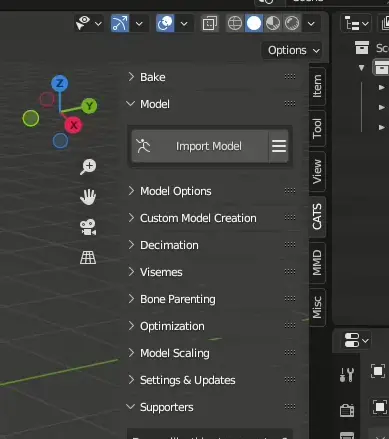 Options
Bake
Model
Import Model
Model Options
Custom Model Creation
Decimation
Visemes
Bone Parenting
Optimization
Model Scaling
Settings & Updates
Supporters
Item
Tool
View
CATS
MMD
Misc
Z
Y
X